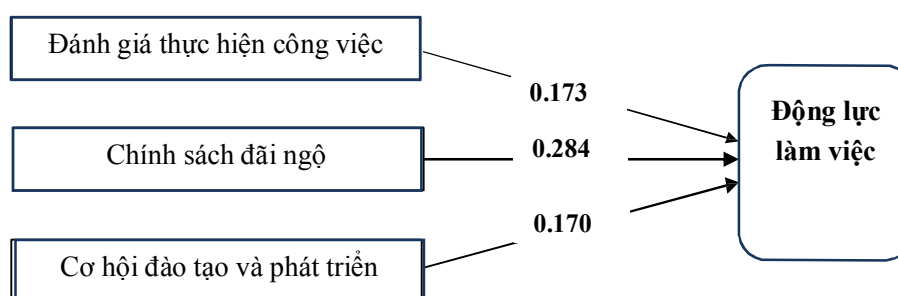 Đánh giá thực hiện công việc
0.173
Động lực
làm việc
Chính sách đãi ngộ
0.284
0.170
Cơ hội đào tạo và phát triển